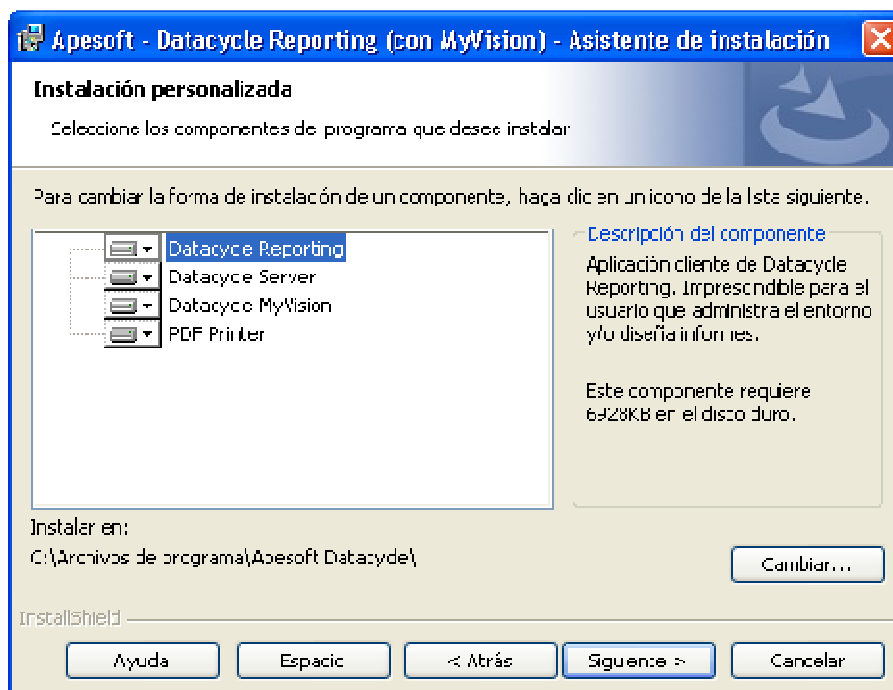 Apesoft - Datacycle Reporting (con MyVision) - Asistente de instalación
Instalación personalizada
Seleccione los componentes del programa que desee instalar
Para cambiar la forma de instalación de un componente, haga clic en un icono de la lista siguiente.
Datacycle Reporting
Datacycle Server
Datacycle MyVision
PDF Printer
Descripción del componente
Aplicación cliente de Datacycle
Reporting. Imprescindible para el
usuario que administra el entorno
y/o diseña informes.
Este componente requiere
6928KB en el disco duro.
Instalar en:
C:\Archivos de programa\Apesoft Datacycle\
Cambiar...
InstallShield
Ayuda
Espacio
< Atrás
Siguiente >
Cancelar